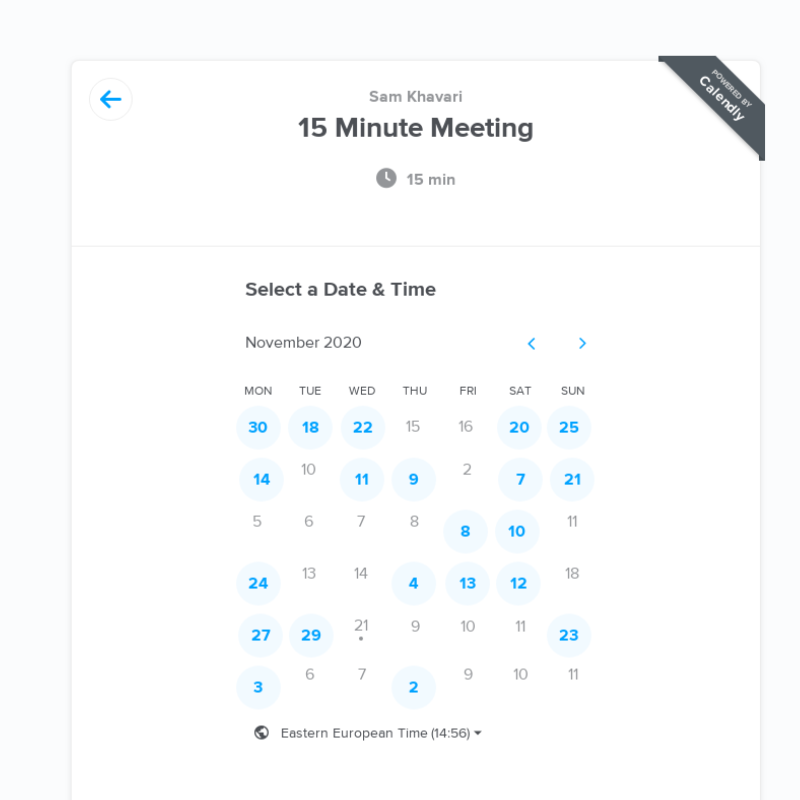 POWERED BY
Calendly
Sam Khavari
15 Minute Meeting
15 min
Select a Date & Time
November 2020
MON TUE WED THU FRI SAT SUN
30 18 22 15 16 20 25
14 10 11 9 2 7 21
5 6 7 8 8 10 11
24 13 14 4 13 12 18
27 29 21 9 10 11 23
3 6 7 2 9 10 11
Eastern European Time (14:56)